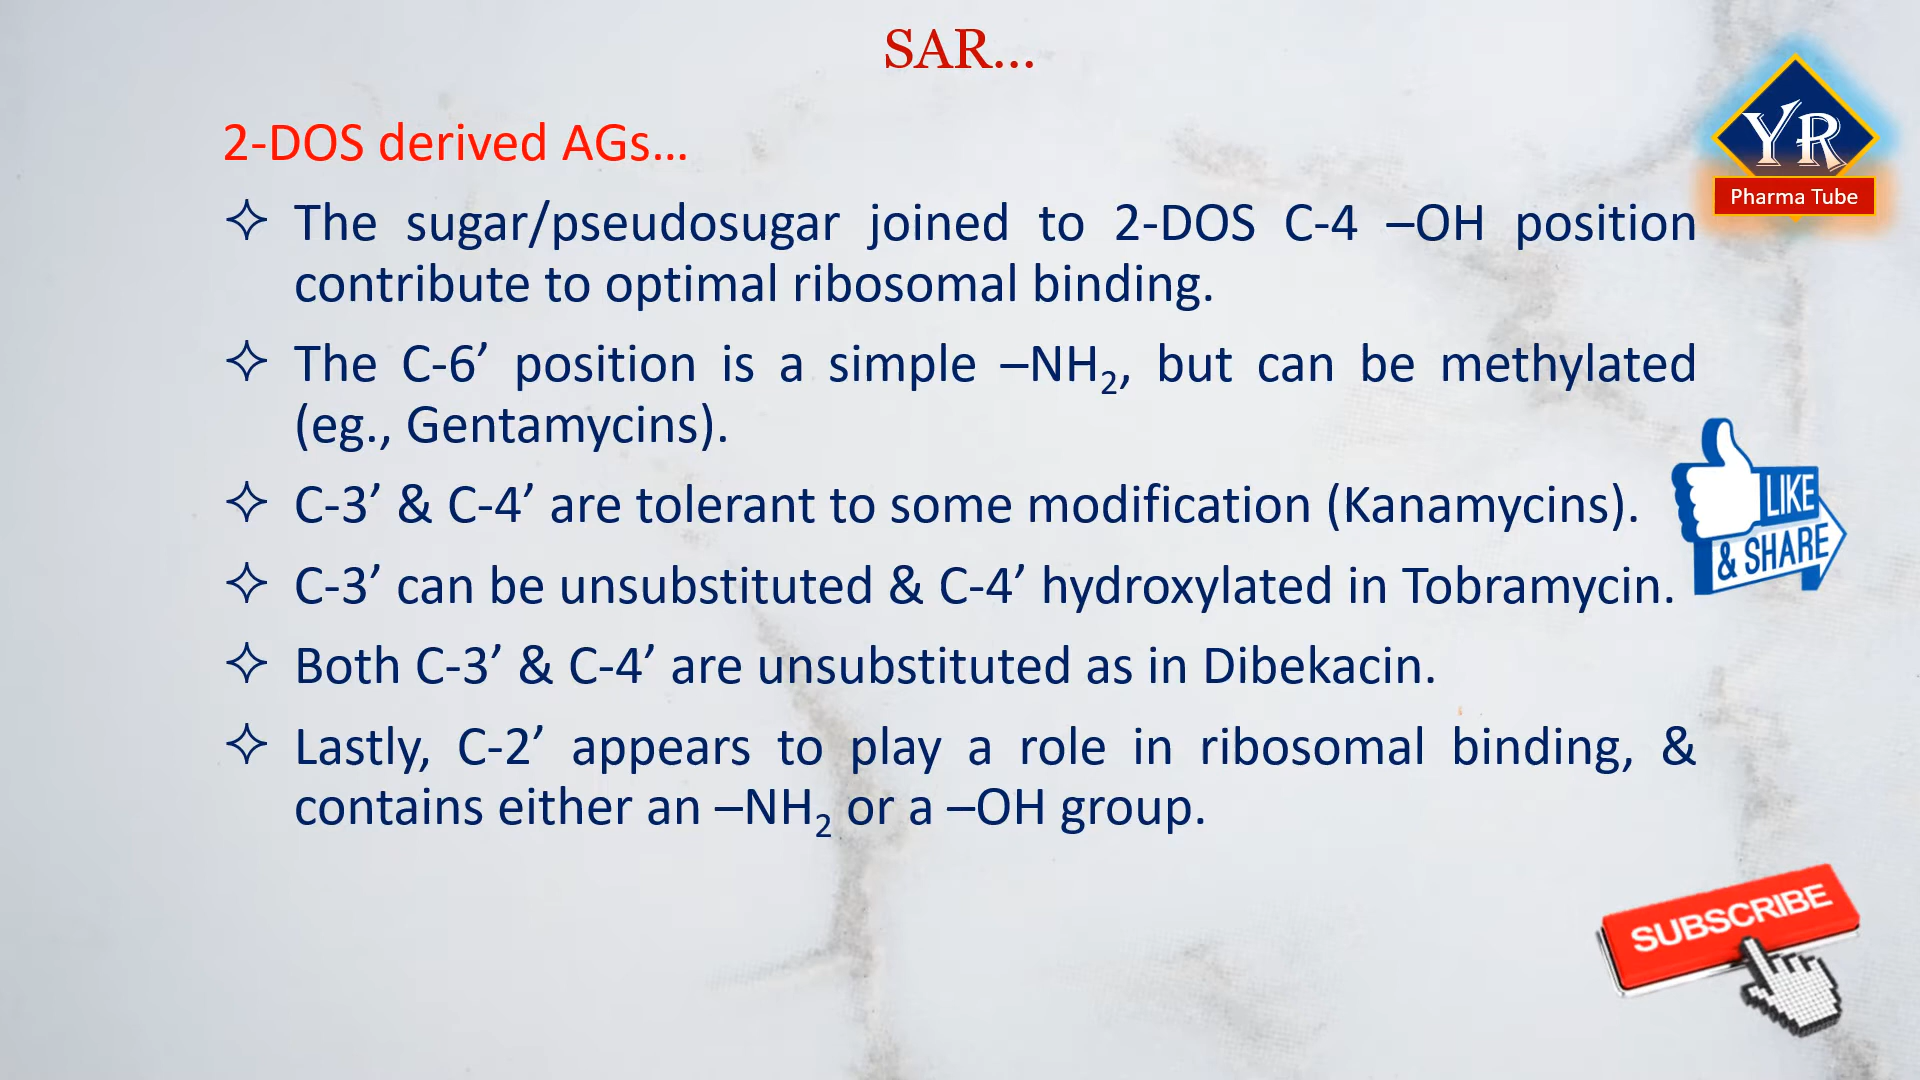 SAR...
2-DOS derived AGs...
✧ The sugar/pseudosugar joined to 2-DOS C-4 –OH position
contribute to optimal ribosomal binding.
✧ The C-6’ position is a simple –NH₂, but can be methylated
(eg., Gentamycins).
✧ C-3’ & C-4’ are tolerant to some modification (Kanamycins).
✧ C-3’ can be unsubstituted & C-4’ hydroxylated in Tobramycin.
✧ Both C-3’ & C-4’ are unsubstituted as in Dibekacin.
✧ Lastly, C-2’ appears to play a role in ribosomal binding, &
contains either an –NH₂ or a –OH group.
YR
Pharma Tube
LIKE
& SHARE
SUBSCRIBE